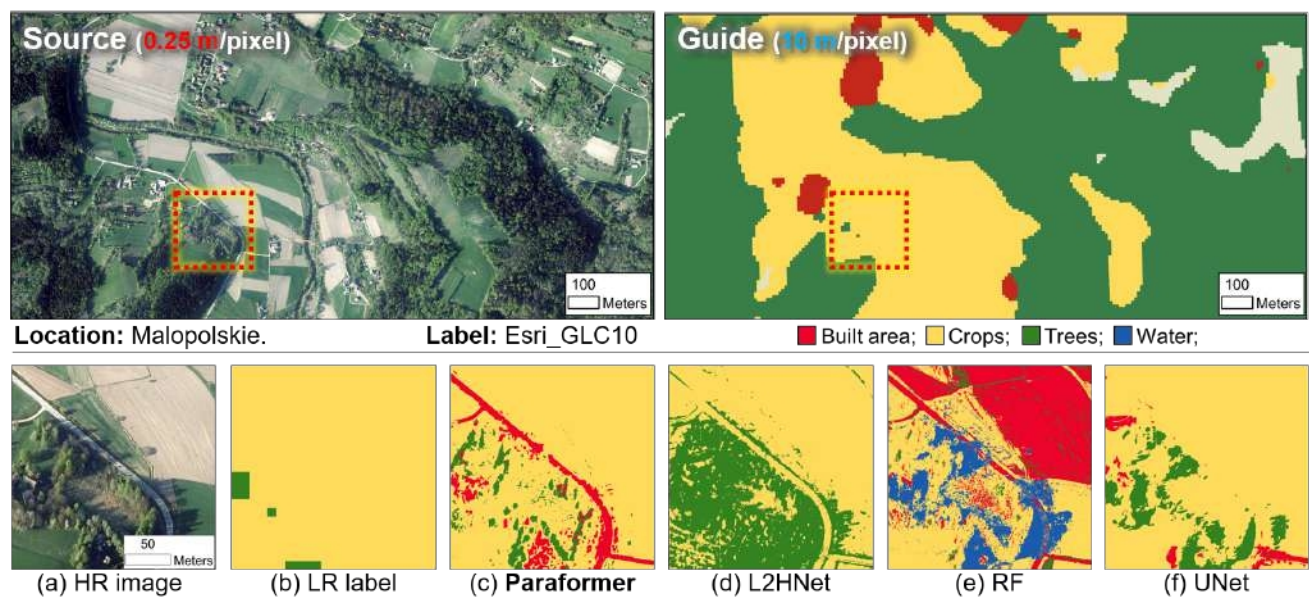 Source (0.25 m/pixel)
Guide (10 m/pixel)
100
Meters
100
Meters
Location: Malopolskie.
Label: Esri_GLC10
Built area; Crops; Trees; Water;
50
Meters
(a) HR image
(b) LR label
(c) Paraformer
(d) L2HNet
(e) RF
(f) UNet